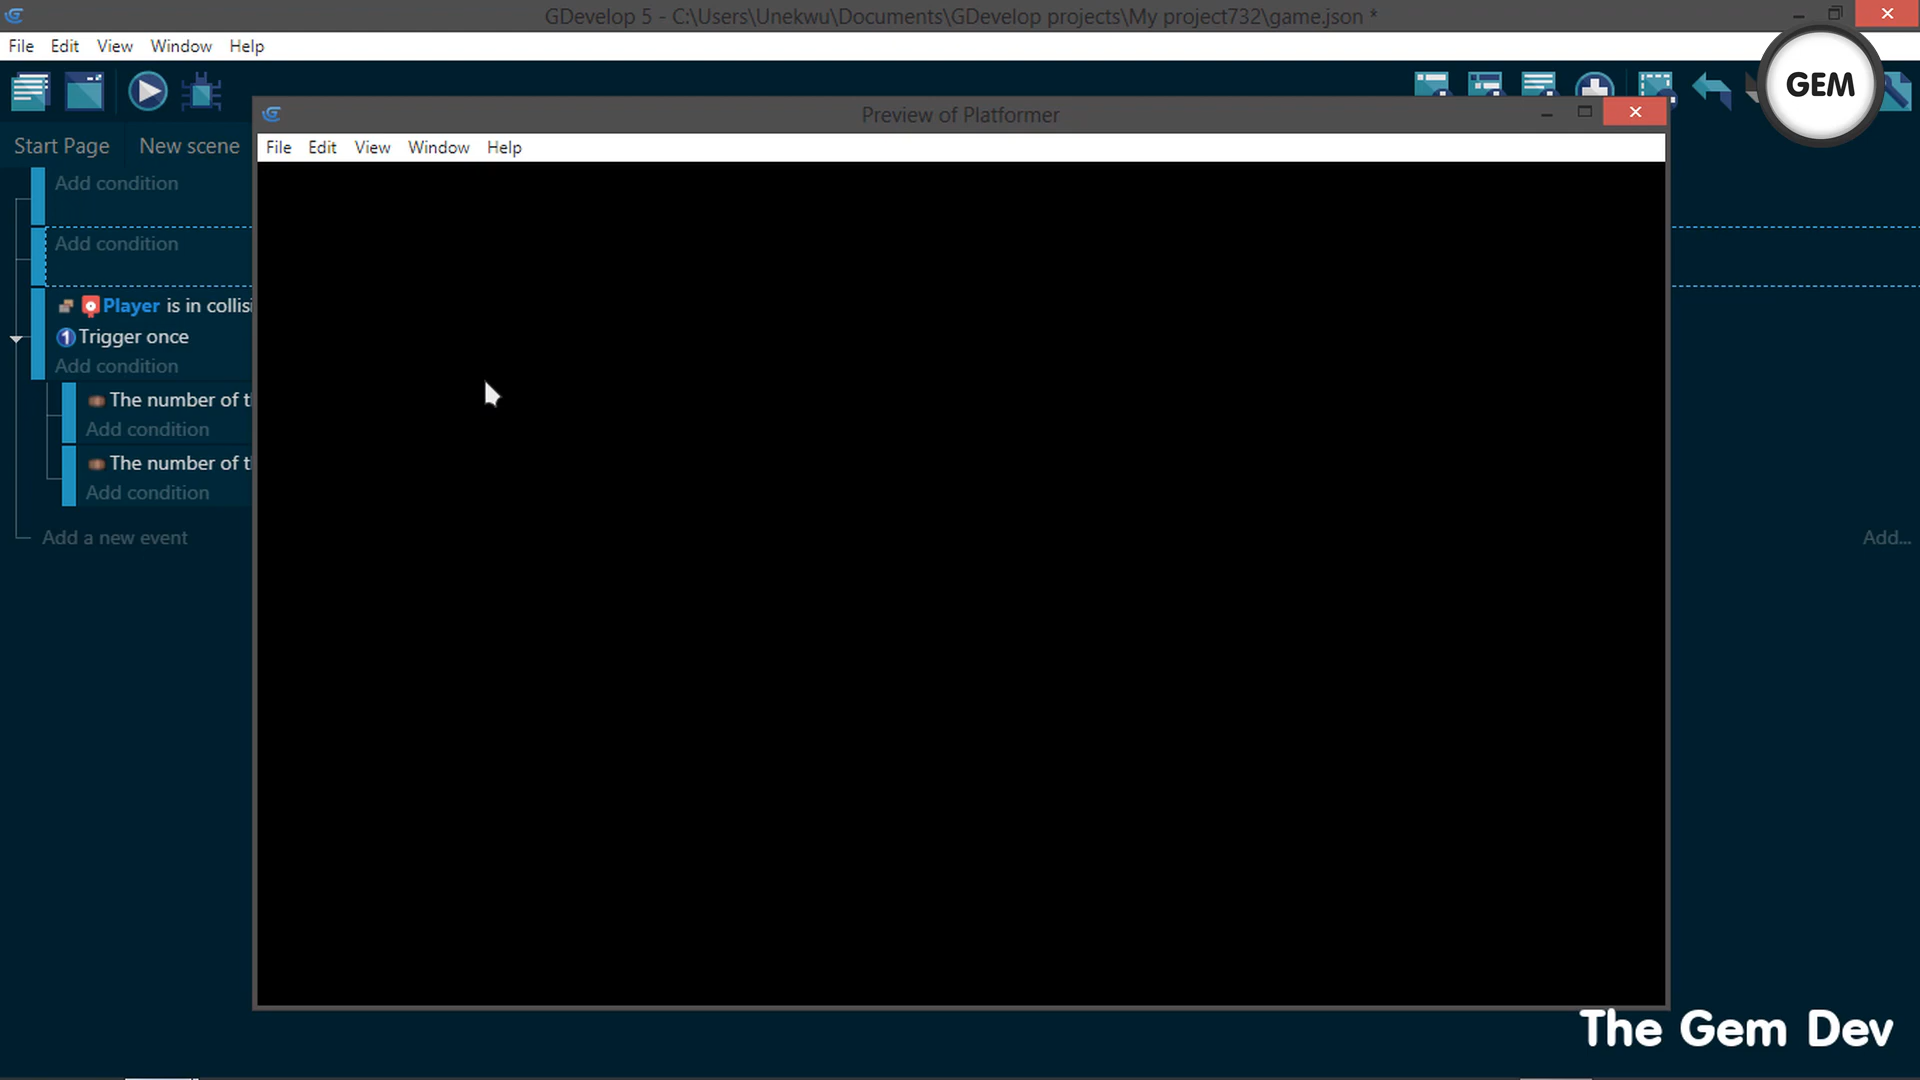 GDevelop 5 - C:\Users\Unekwu\Documents\GDevelop projects\My project732\game.json *
File Edit View Window Help
GEM
Preview of Platformer
Start Page New scene
File Edit View Window Help
Add condition
Add condition
Player is in collisi
1 Trigger once
Add condition
The number of t
Add condition
The number of t
Add condition
Add a new event
Add...
The Gem Dev